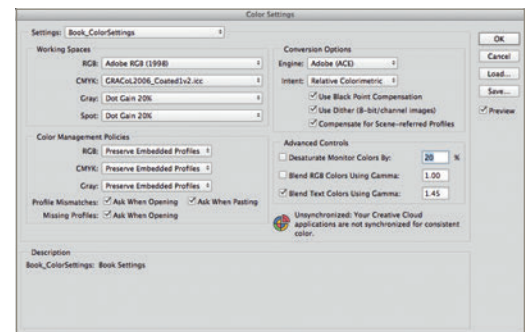 Color Settings
Settings: Book_ColorSettings
OK
Cancel
Load...
Save...
Preview
Working Spaces
RGB: Adobe RGB (1998)
CMYK: GRACoL2006_Coated1v2.icc
Gray: Dot Gain 20%
Spot: Dot Gain 20%
Color Management Policies
RGB: Preserve Embedded Profiles
CMYK: Preserve Embedded Profiles
Gray: Preserve Embedded Profiles
Profile Mismatches: Ask When Opening Ask When Pasting
Missing Profiles: Ask When Opening
Conversion Options
Engine: Adobe (ACE)
Intent: Relative Colorimetric
Use Black Point Compensation
Use Dither (8-bit/channel images)
Compensate for Scene-referred Profiles
Advanced Controls
Desaturate Monitor Colors By: 20 %
Blend RGB Colors Using Gamma: 1.00
Blend Text Colors Using Gamma: 1.45
Unsynchronized: Your Creative Cloud
applications are not synchronized for consistent
color.
Description
Book_ColorSettings: Book Settings